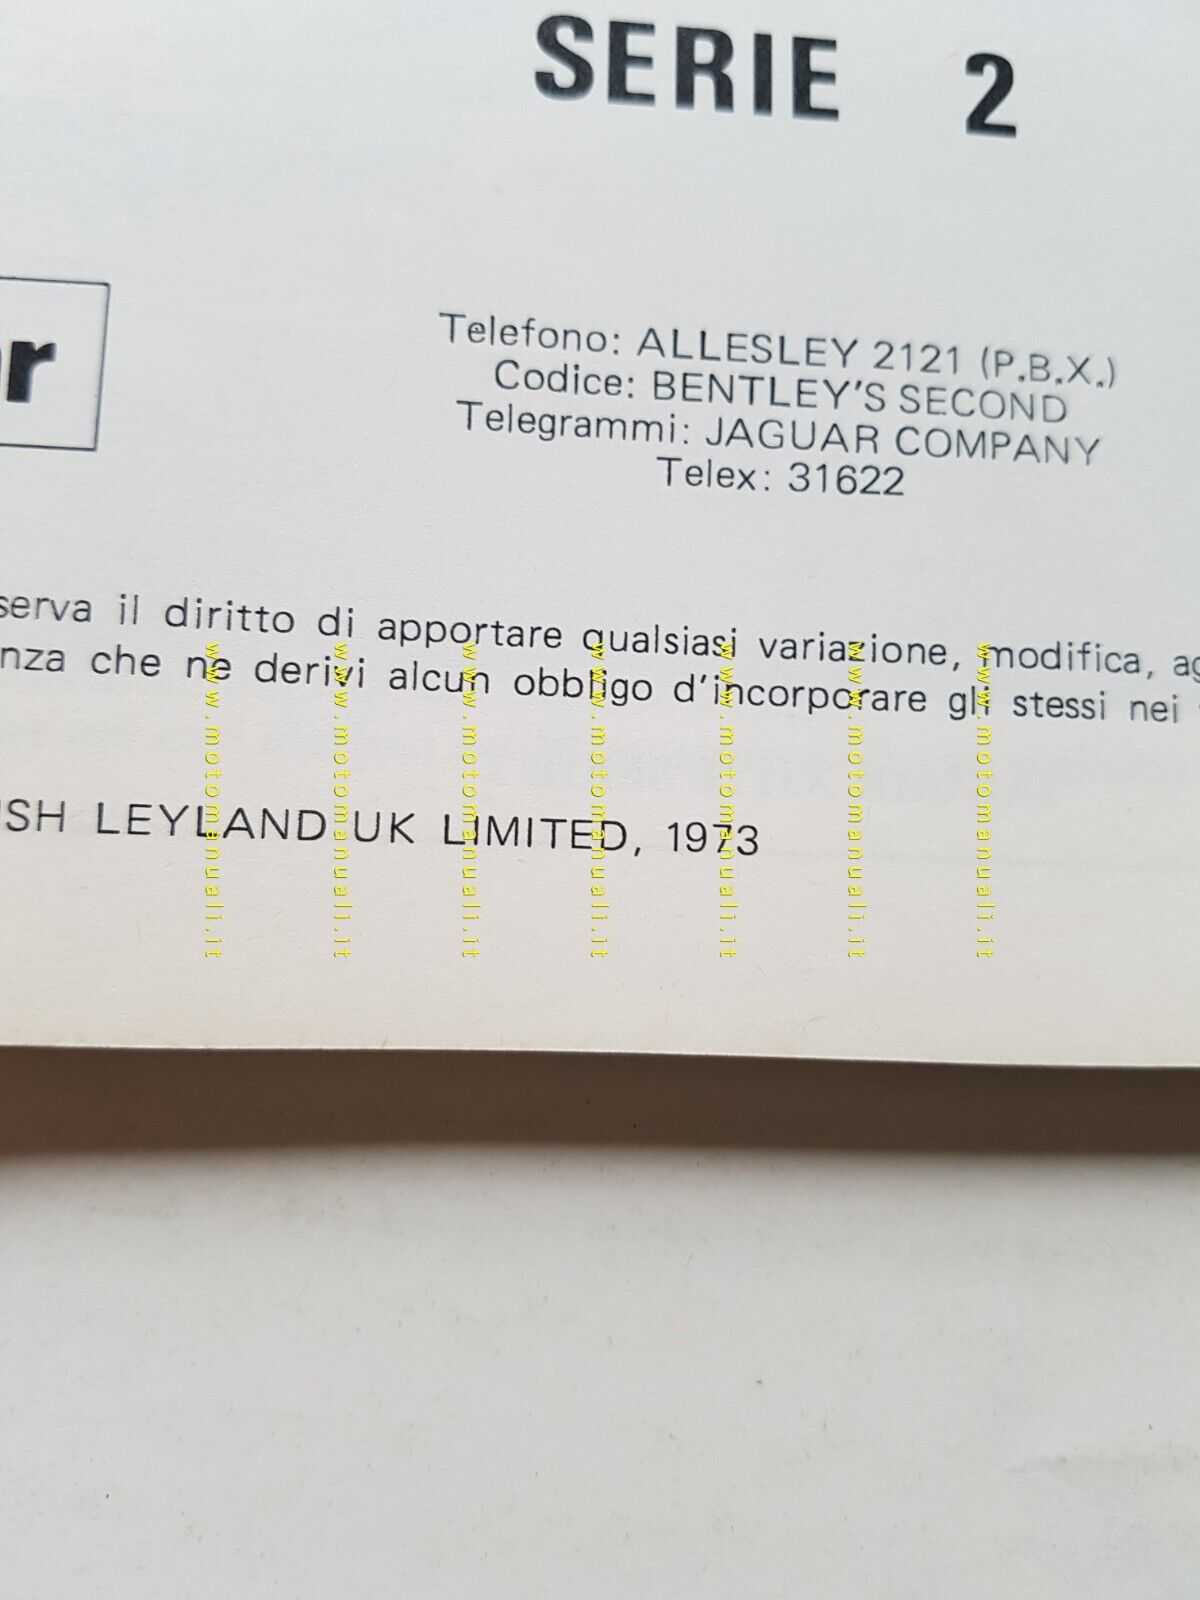 SERIE 2
Telefono: ALLESLEY 2121 (P.B.X.)
Codice: BENTLEY'S SECOND
Telegrammi: JAGUAR COMPANY
Telex: 31622
serva il diritto di apportare qualsiasi variazione, modifica, ag
nza che ne derivi alcun obbligo d'incorporare gli stessi nei
ISH LEYLAND UK LIMITED, 1973
www.motomanuali.it
www.motomanuali.it
www.motomanuali.it
www.motomanuali.it
www.motomanuali.it
www.motomanuali.it
www.motomanuali.it